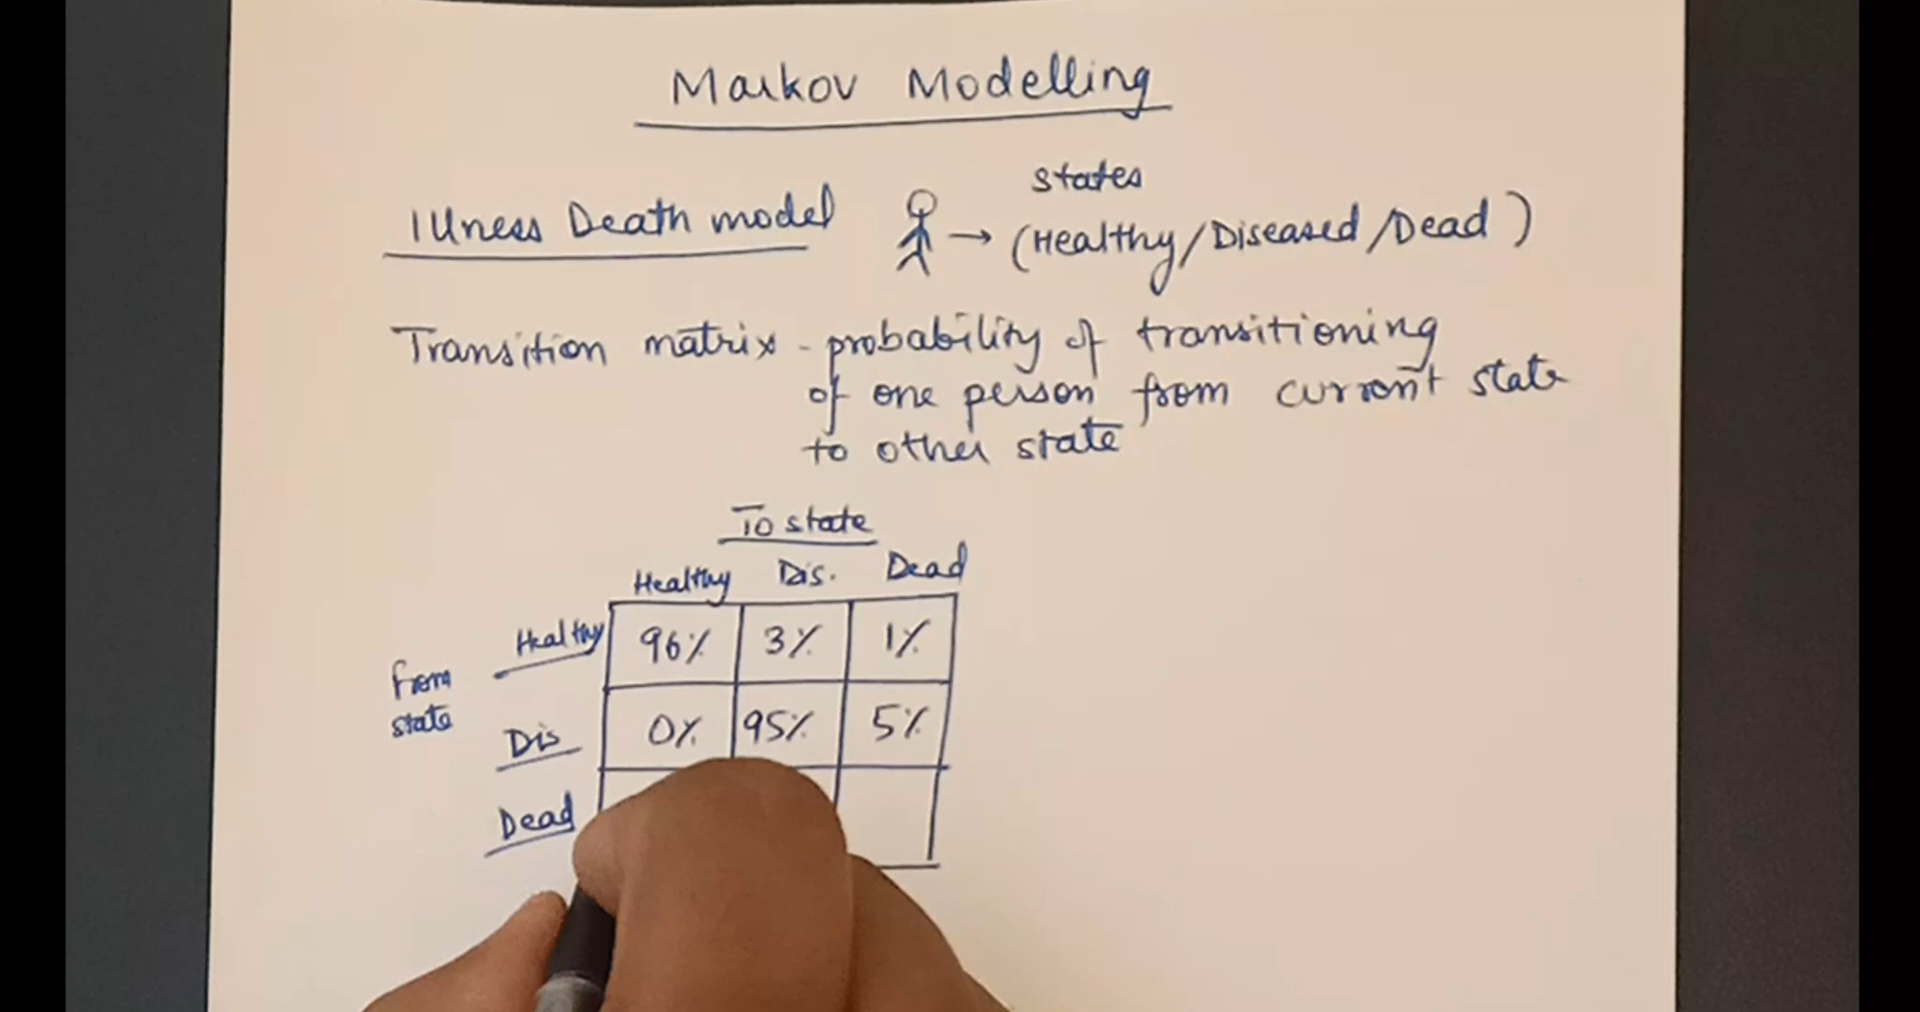 Markov Modelling
states
Illness Death model → (Healthy/Diseased/Dead)
Transition matrix - probability of transitioning
of one person from current state
to other state
To state
Healthy Dis. Dead
Healthy 96% 3% 1%
From
state
Dis 0% 95% 5%
Dead